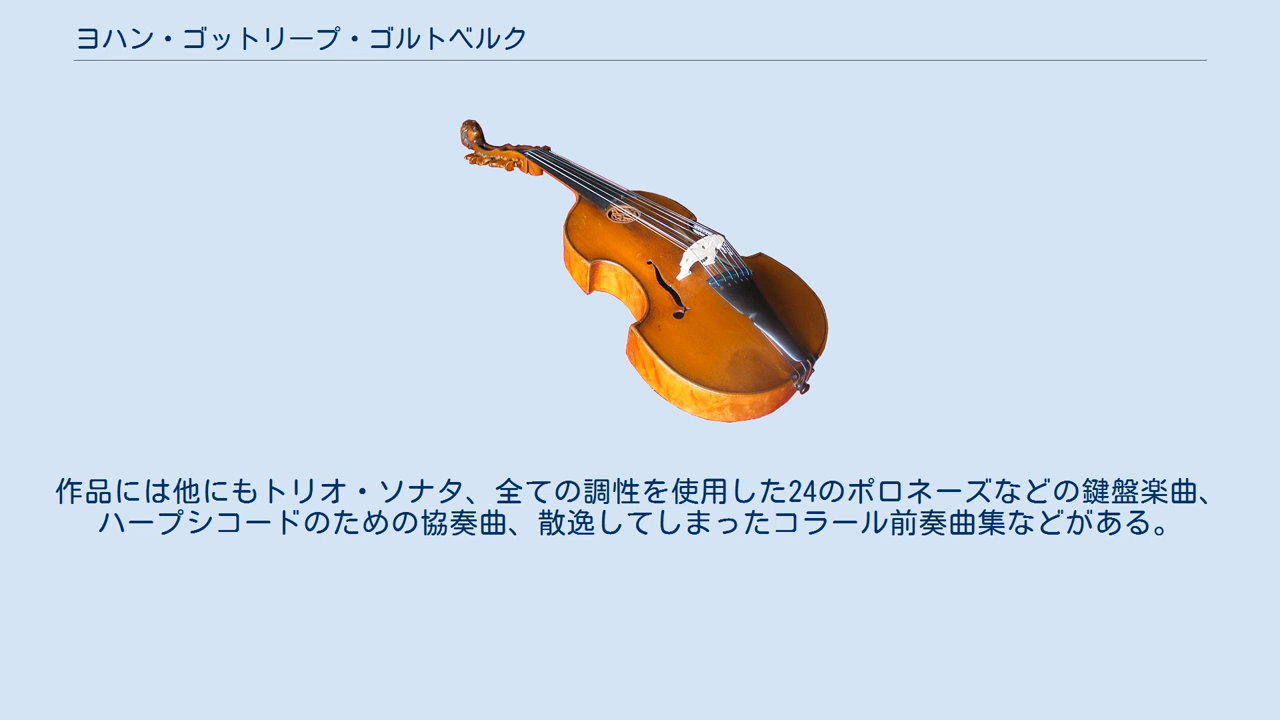 ヨハン・ゴットリープ・ゴルトベルク
作品には他にもトリオ・ソナタ、全ての調性を使用した24のポロネーズなどの鍵盤楽曲、
ハープシコードのための協奏曲、散逸してしまったコラール前奏曲集などがある。